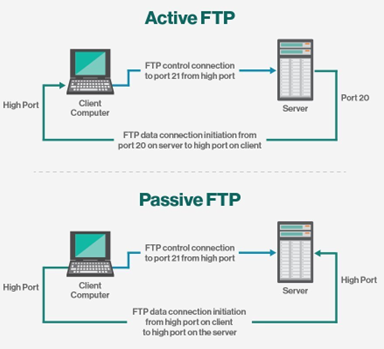 Active FTP
FTP control connection
to port 21 from high port
High Port
Client
Computer
Server
Port 20
FTP data connection initiation from
port 20 on server to high port on client
Passive FTP
FTP control connection
to port 21 from high port
High Port
Client
Computer
Server
High Port
FTP data connection initiation
from high port on client
to high port on the server